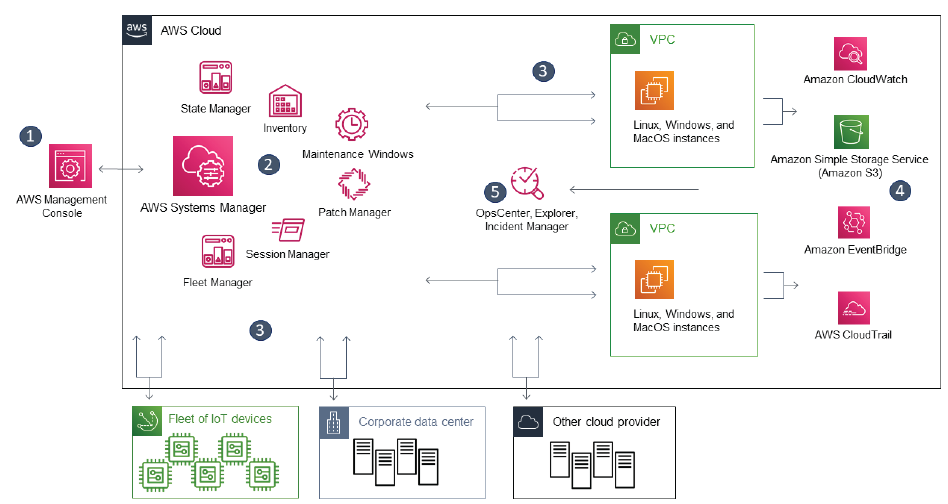 aws
AWS Cloud
State Manager
Inventory
Maintenance Windows
1
AWS Management
Console
2
AWS Systems Manager
Patch Manager
Session Manager
Fleet Manager
3
3
5
OpsCenter, Explorer,
Incident Manager
VPC
Linux, Windows, and
MacOS instances
VPC
Linux, Windows, and
MacOS instances
Amazon CloudWatch
Amazon Simple Storage Service
(Amazon S3)
4
Amazon EventBridge
AWS CloudTrail
Fleet of IoT devices
Corporate data center
Other cloud provider